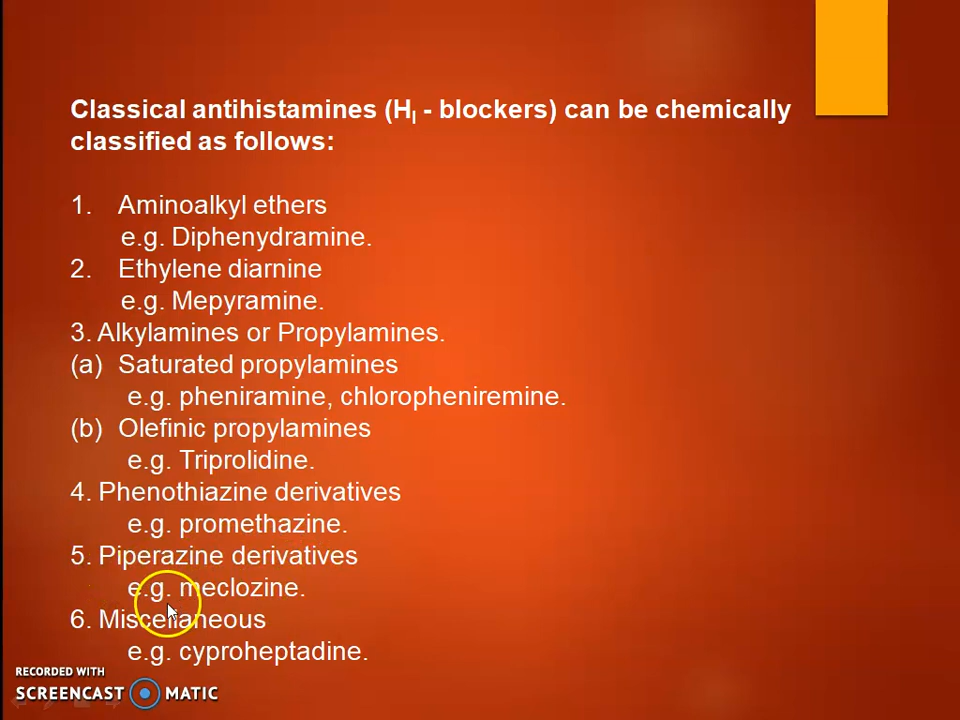 Classical antihistamines (HI - blockers) can be chemically
classified as follows:
1. Aminoalkyl ethers
e.g. Diphenydramine.
2. Ethylene diarnine
e.g. Mepyramine.
3. Alkylamines or Propylamines.
(a) Saturated propylamines
e.g. pheniramine, chloropheniremine.
(b) Olefinic propylamines
e.g. Triprolidine.
4. Phenothiazine derivatives
e.g. promethazine.
5. Piperazine derivatives
e.g. meclozine.
6. Miscellaneous
e.g. cyproheptadine.
RECORDED WITH
SCREENCAST MATIC